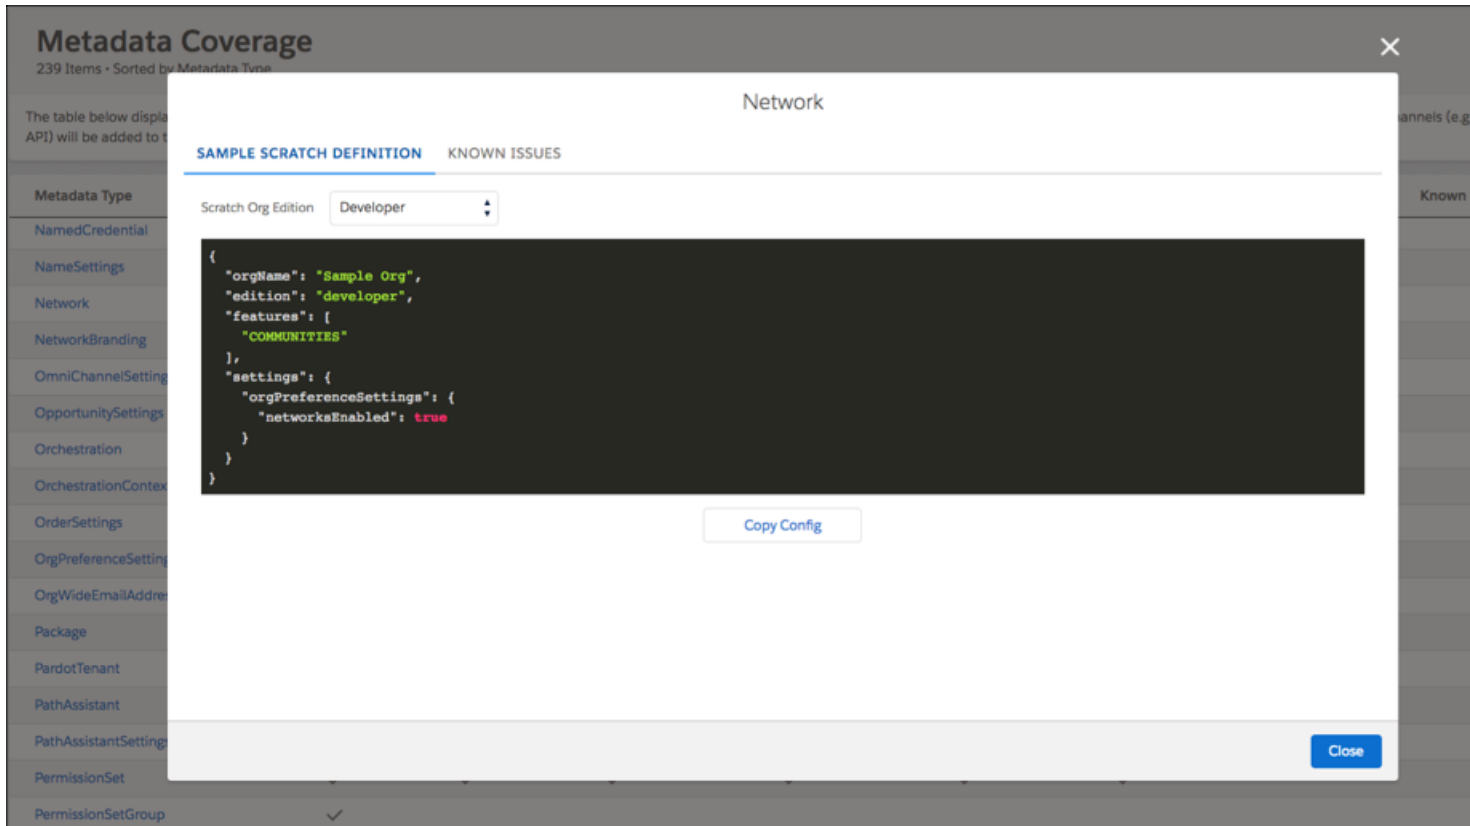 Metadata Coverage
239 Items • Sorted by Metadata Type
The table below displa
annels (e.g
API) will be added to t
Metadata Type
Known
NamedCredential
NameSettings
Network
NetworkBranding
OmniChannelSetting
OpportunitySettings
Orchestration
OrchestrationContex
OrderSettings
OrgPreferenceSetting
OrgWideEmailAddres
Package
PardotTenant
PathAssistant
PathAssistantSettings
PermissionSet
PermissionSetGroup
Network
SAMPLE SCRATCH DEFINITION KNOWN ISSUES
Scratch Org Edition Developer
{
"orgName": "Sample Org",
"edition": "developer",
"features": [
"COMMUNITIES"
],
"settings": {
"orgPreferenceSettings": {
"networksEnabled": true
}
}
}
Copy Config
Close